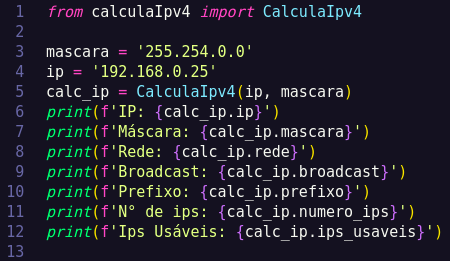 1 from calculaIpv4 import CalculaIpv4
2
3 mascara = '255.254.0.0'
4 ip = '192.168.0.25'
5 calc_ip = CalculaIpv4(ip, mascara)
6 print(f'IP: {calc_ip.ip}')
7 print(f'Máscara: {calc_ip.mascara}')
8 print(f'Rede: {calc_ip.rede}')
9 print(f'Broadcast: {calc_ip.broadcast}')
10 print(f'Prefixo: {calc_ip.prefixo}')
11 print(f'N° de ips: {calc_ip.numero_ips}')
12 print(f'Ips Usáveis: {calc_ip.ips_usaveis}')
13